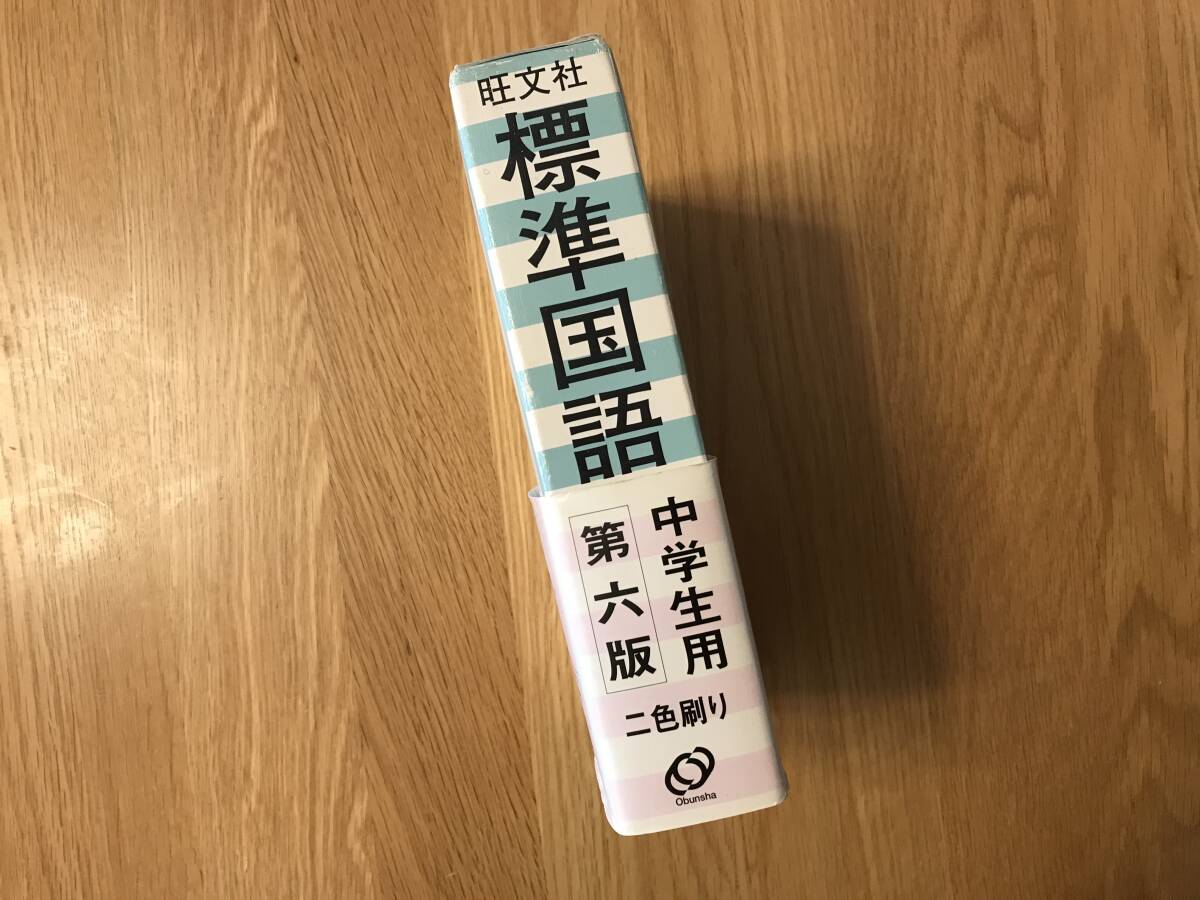 旺文社
標準国語
中学生用
第六版
二色刷り
Obunsha